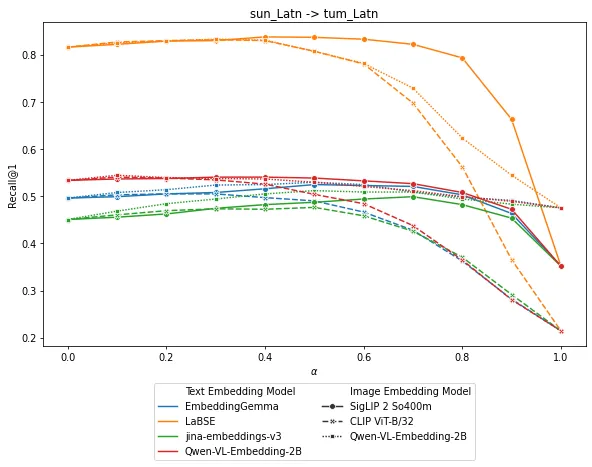 sun_Latn -> tum_Latn
Recall@1
0.8
0.7
0.6
0.5
0.4
0.3
0.2
0.0 0.2 0.4 0.6 0.8 1.0
α
Text Embedding Model Image Embedding Model
EmbeddingGemma SigLIP 2 So400m
LaBSE CLIP ViT-B/32
jina-embeddings-v3 Qwen-VL-Embedding-2B
Qwen-VL-Embedding-2B